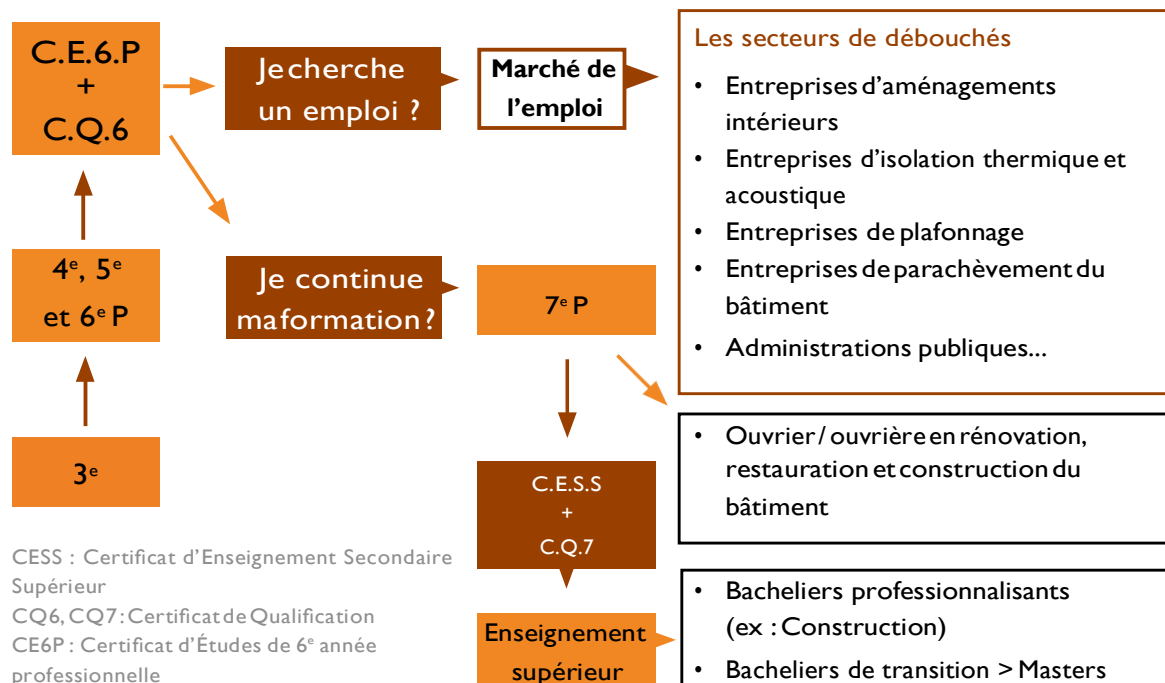 C.E.6.P
+
C.Q.6
Je cherche
un emploi ?
Marché de
l'emploi
Les secteurs de débouchés
• Entreprises d'aménagements
intérieurs
• Entreprises d'isolation thermique et
acoustique
• Entreprises de plafonnage
• Entreprises de parachèvement du
bâtiment
• Administrations publiques...
4e, 5e
et 6e P
Je continue
ma formation ?
7e P
3e
• Ouvrier / ouvrière en rénovation,
restauration et construction du
bâtiment
C.E.S.S
+
C.Q.7
CESS : Certificat d'Enseignement Secondaire
Supérieur
CQ6, CQ7 : Certificat de Qualification
CE6P : Certificat d'Études de 6e année
professionnelle
Enseignement
supérieur
• Bacheliers professionnalisants
(ex : Construction)
• Bacheliers de transition > Masters